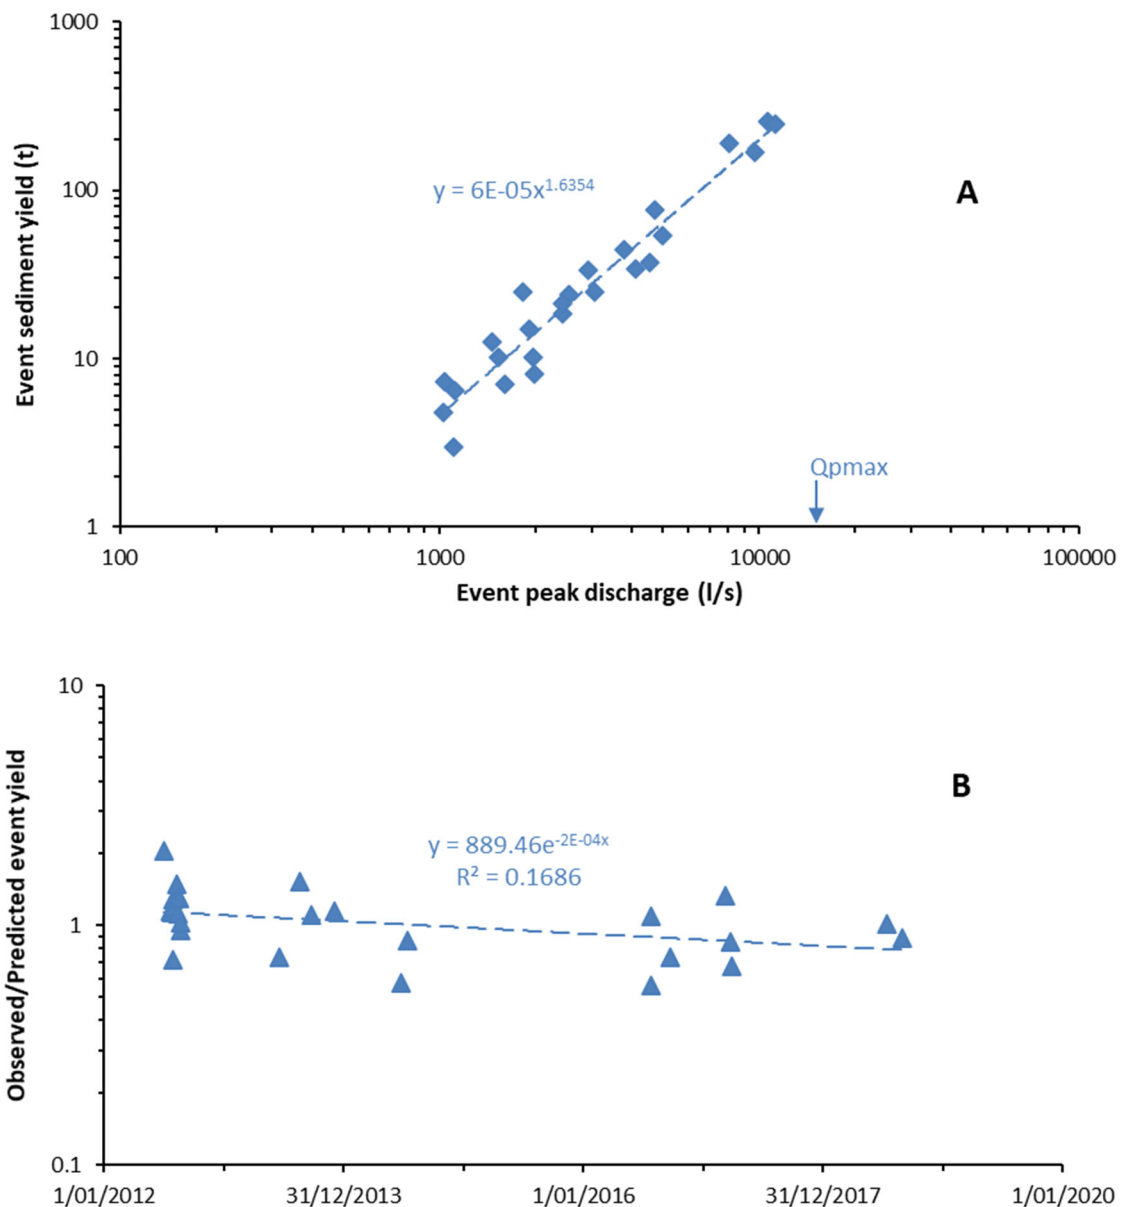 1000
100
10
1
Event sediment yield (t)
y = 6E-05x^1.6354
A
Qpmax
100 1000 10000 100000
Event peak discharge (l/s)
10
1
0.1
Observed/Predicted event yield
B
y = 889.46e^-2E-04x
R² = 0.1686
1/01/2012 31/12/2013 1/01/2016 31/12/2017 1/01/2020